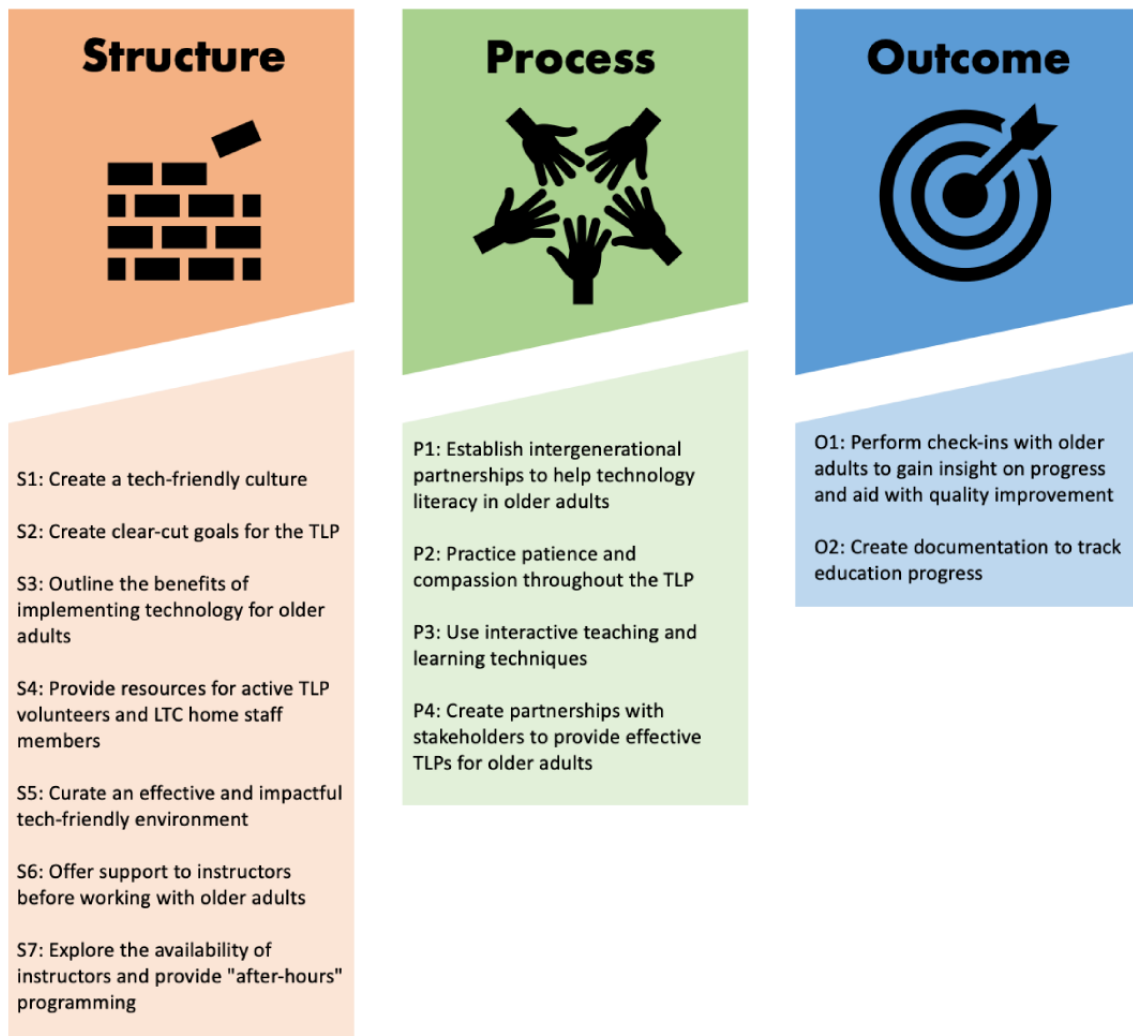 Structure
S1: Create a tech-friendly culture
S2: Create clear-cut goals for the TLP
S3: Outline the benefits of
implementing technology for older
adults
S4: Provide resources for active TLP
volunteers and LTC home staff
members
S5: Curate an effective and impactful
tech-friendly environment
S6: Offer support to instructors
before working with older adults
S7: Explore the availability of
instructors and provide "after-hours"
programming
Process
P1: Establish intergenerational
partnerships to help technology
literacy in older adults
P2: Practice patience and
compassion throughout the TLP
P3: Use interactive teaching and
learning techniques
P4: Create partnerships with
stakeholders to provide effective
TLPs for older adults
Outcome
O1: Perform check-ins with older
adults to gain insight on progress
and aid with quality improvement
O2: Create documentation to track
education progress